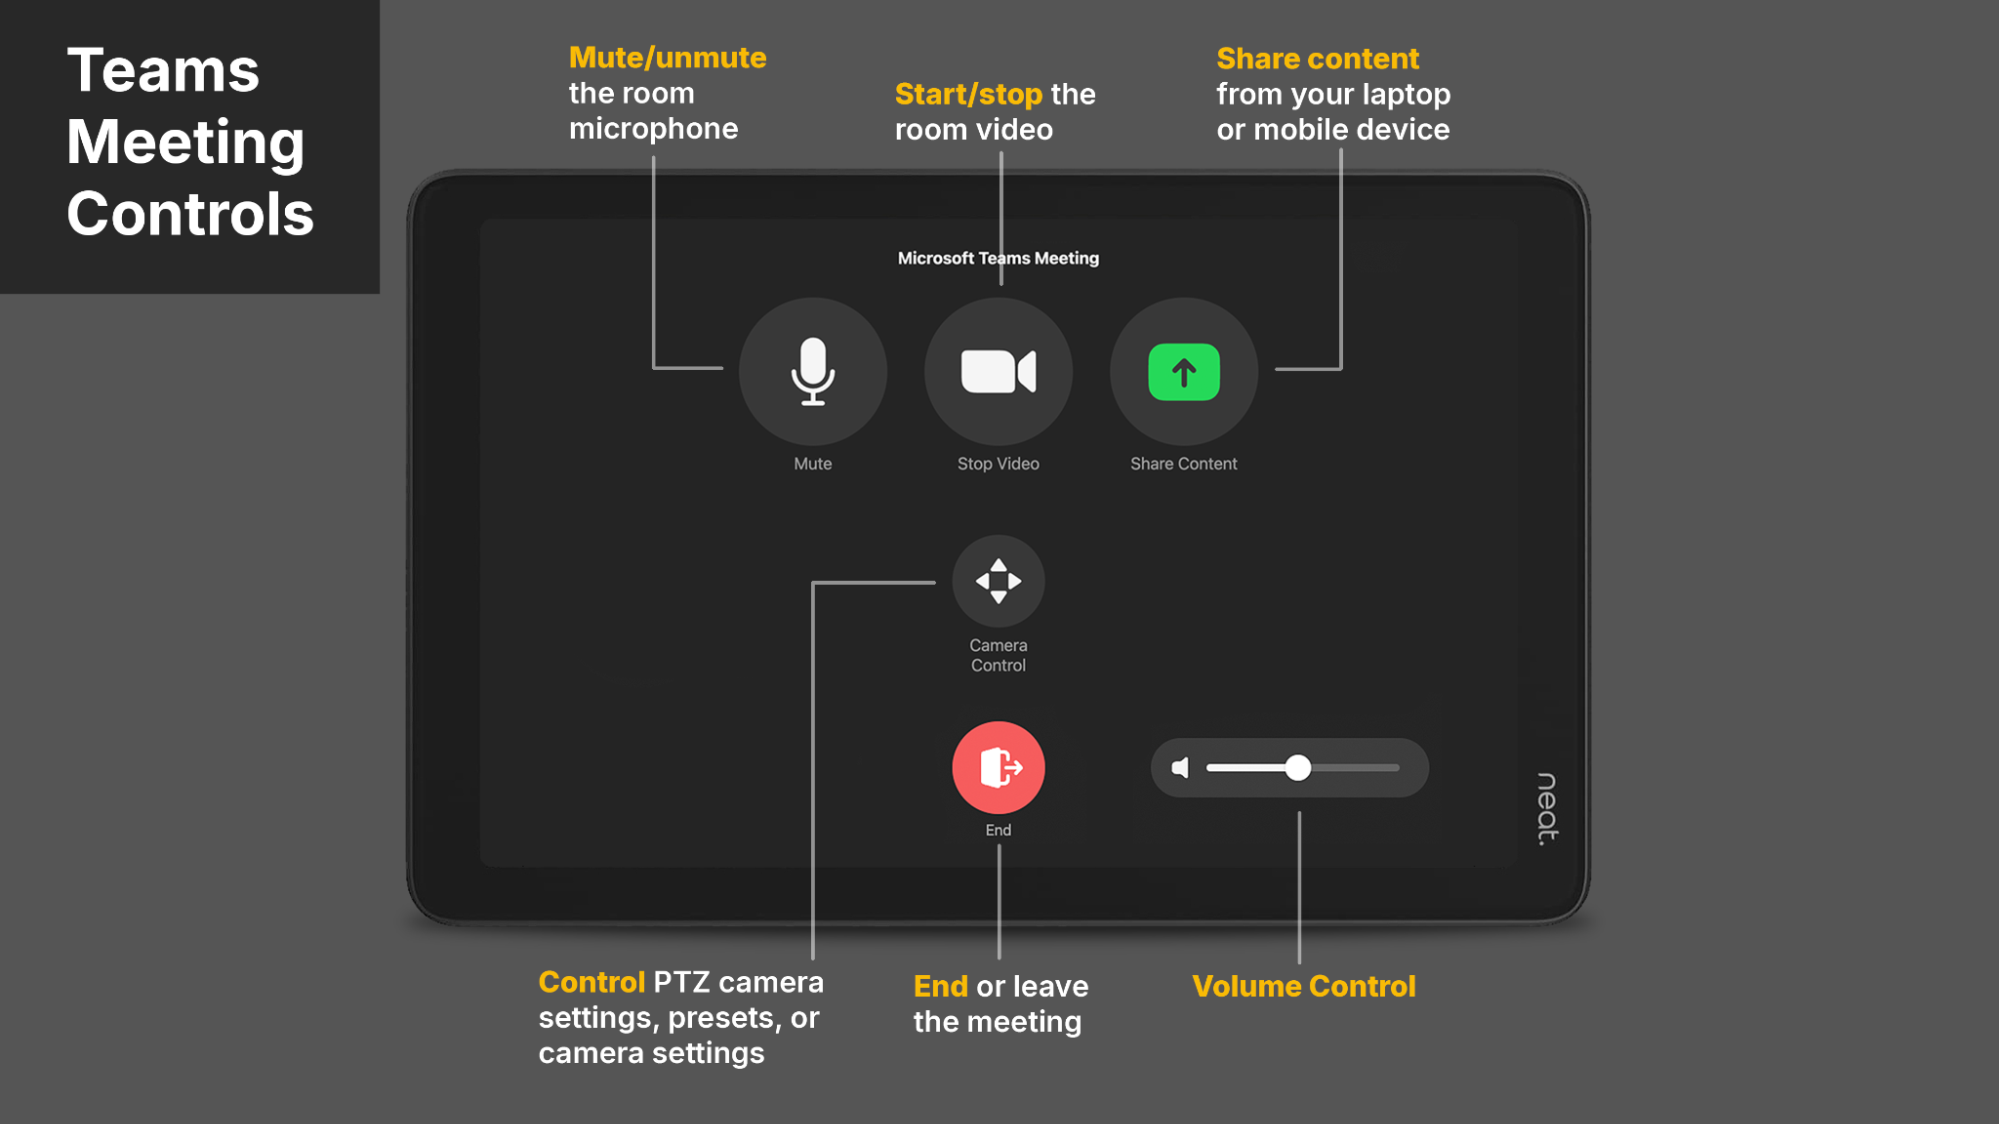 Teams
Meeting
Controls
Mute/unmute
the room
microphone
Start/stop the
room video
Share content
from your laptop
or mobile device
Microsoft Teams Meeting
Mute
Stop Video
Share Content
Camera
Control
End
neat.
Control PTZ camera
settings, presets, or
camera settings
End or leave
the meeting
Volume Control